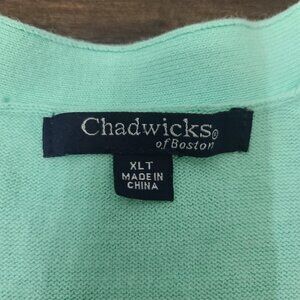 Chadwicks®
of Boston
XLT
MADE IN
CHINA